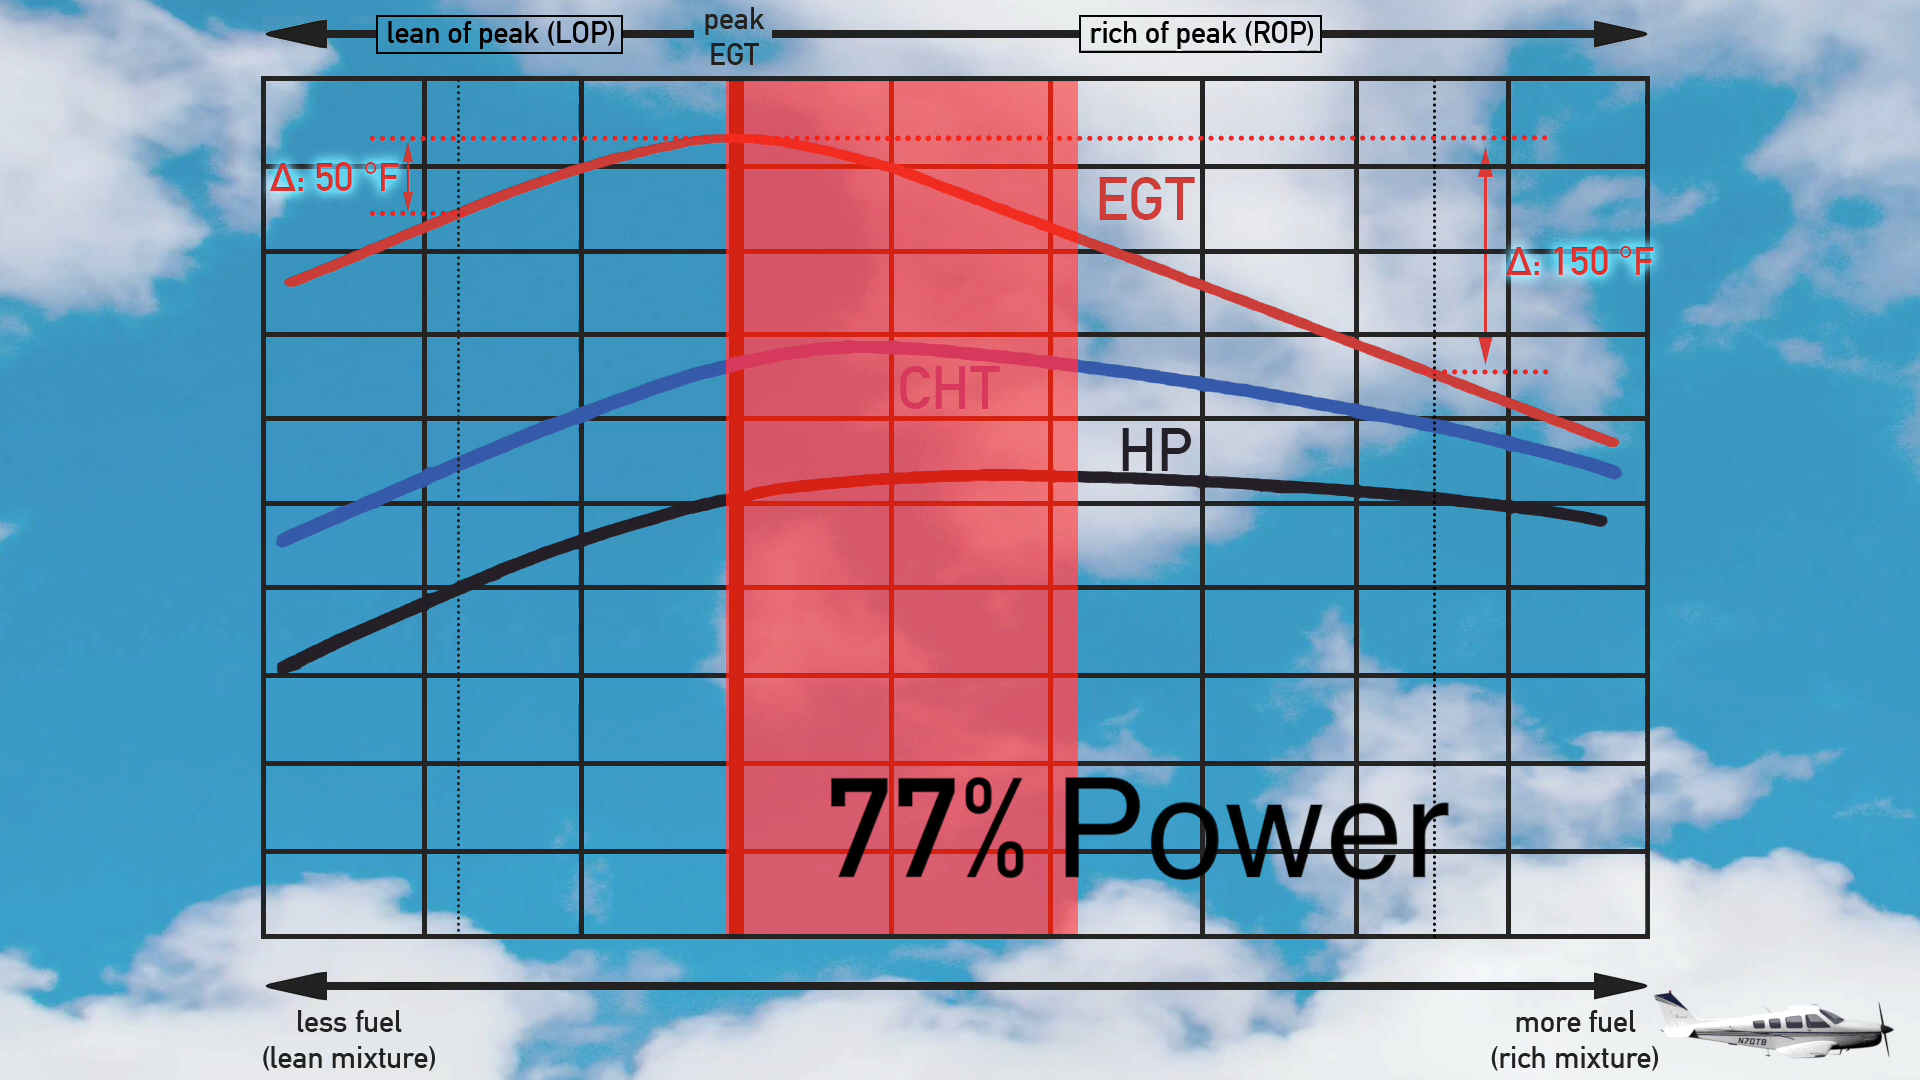 lean of peak (LOP)
peak
EGT
rich of peak (ROP)
Δ: 50 °F
EGT
Δ: 150 °F
CHT
HP
77% Power
less fuel
(lean mixture)
more fuel
(rich mixture)
N70TB